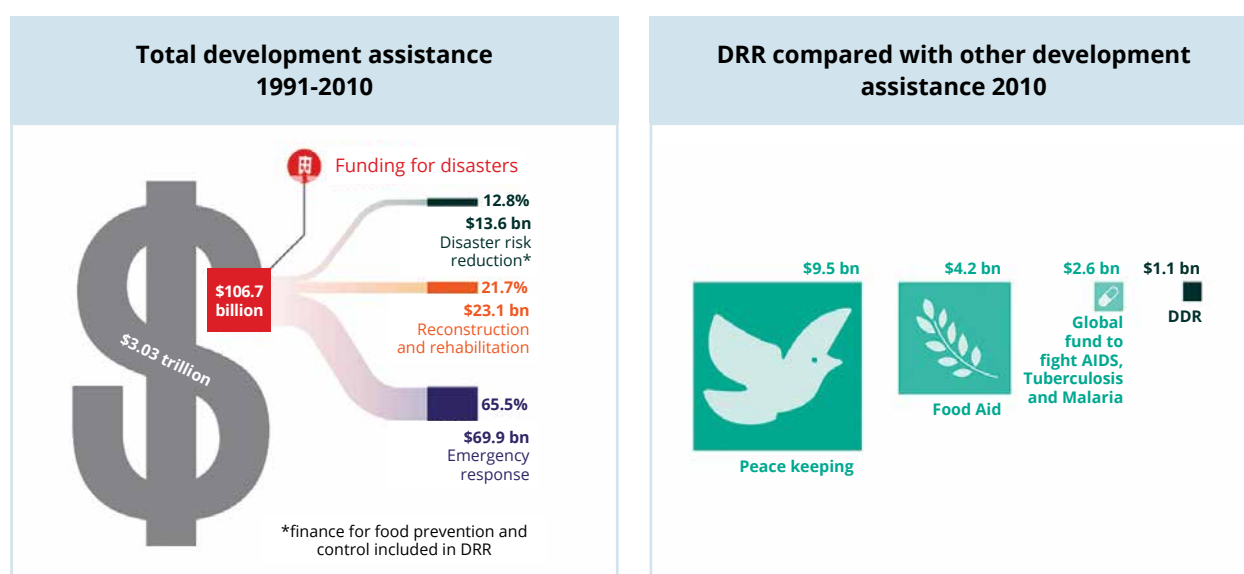 Total development assistance
1991-2010
Funding for disasters
12.8%
$13.6 bn
Disaster risk
reduction*
$106.7
billion
21.7%
$23.1 bn
Reconstruction
and rehabilitation
$3.03 trillion
65.5%
$69.9 bn
Emergency
response
*finance for food prevention and
control included in DRR
DRR compared with other development
assistance 2010
$9.5 bn
Peace keeping
$4.2 bn
Food Aid
$2.6 bn
Global
fund to
fight AIDS,
Tuberculosis
and Malaria
$1.1 bn
DDR